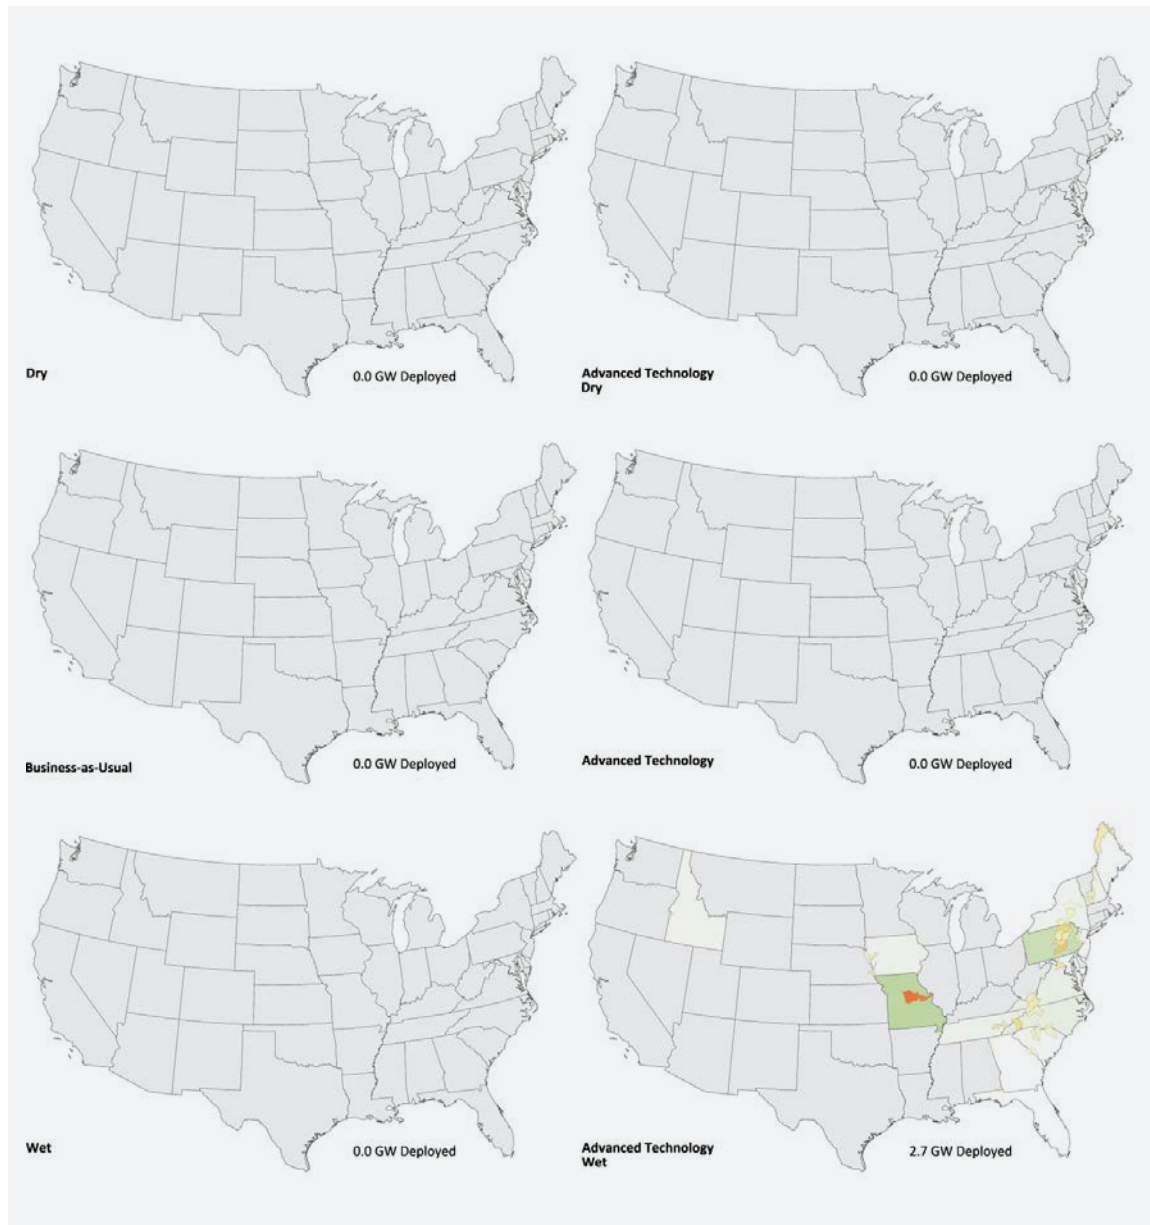 Dry
0.0 GW Deployed
Advanced Technology
Dry
0.0 GW Deployed
Business-as-Usual
0.0 GW Deployed
Advanced Technology
0.0 GW Deployed
Wet
0.0 GW Deployed
Advanced Technology
Wet
2.7 GW Deployed